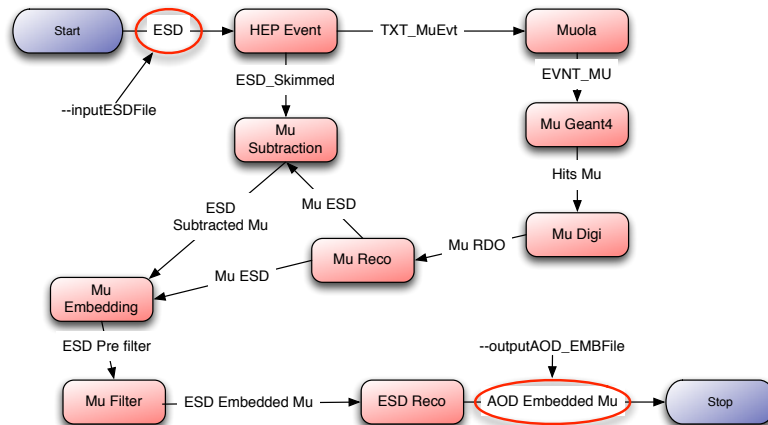 Start
ESD
HEP Event
TXT_MuEvt
Muola
--inputESDFile
ESD_Skimmed
EVNT_MU
Mu
Subtraction
Mu Geant4
Hits Mu
Mu ESD
ESD
Subtracted Mu
Mu Digi
Mu RDO
Mu Reco
Mu ESD
Mu
Embedding
ESD Pre filter
--outputAOD_EMBFile
Mu Filter
ESD Embedded Mu
ESD Reco
AOD Embedded Mu
Stop